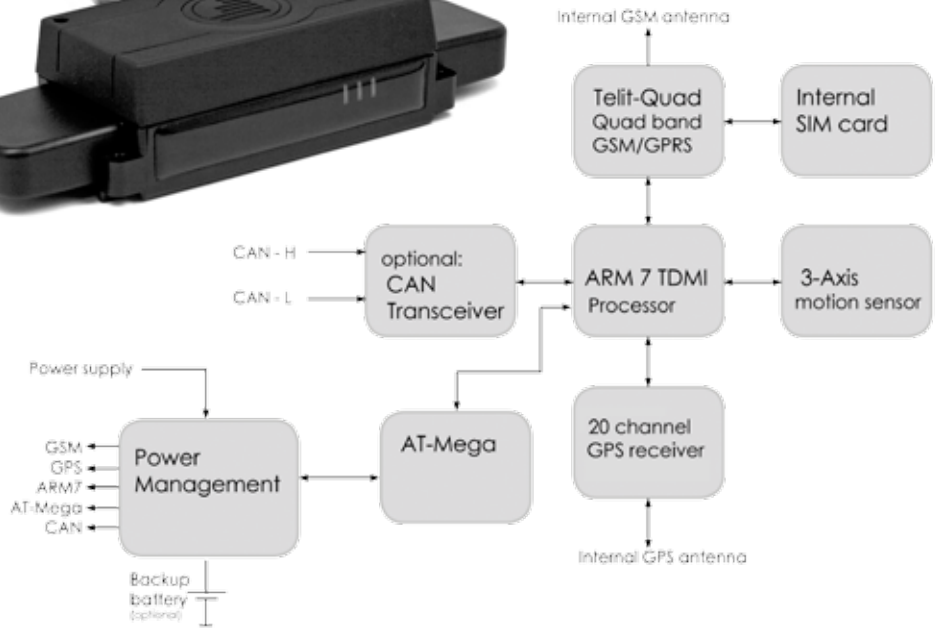 Internal GSM antenna
Telit-Quad
Quad band
GSM/GPRS
Internal
SIM card
CAN - H
CAN - L
optional:
CAN
Transceiver
ARM 7 TDMI
Processor
3-Axis
motion sensor
Power supply
GSM
GPS
ARM7
AT-Mega
CAN
Power
Management
AT-Mega
20 channel
GPS receiver
Internal GPS antenna
Backup
battery
(optional)